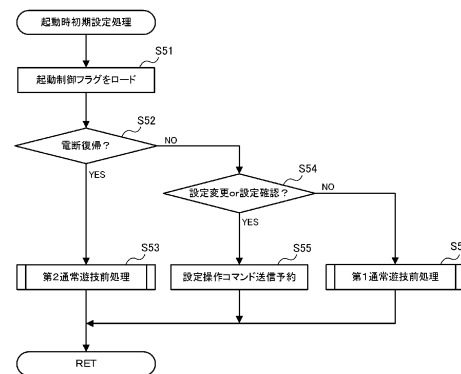 起動時初期設定処理
S51
起動制御フラグをロード
S52
電断復帰?
NO
YES
S54
設定変更or設定確認?
NO
YES
S53
第2通常遊技前処理
S55
設定操作コマンド送信予約
第1通常遊技前処理
RET